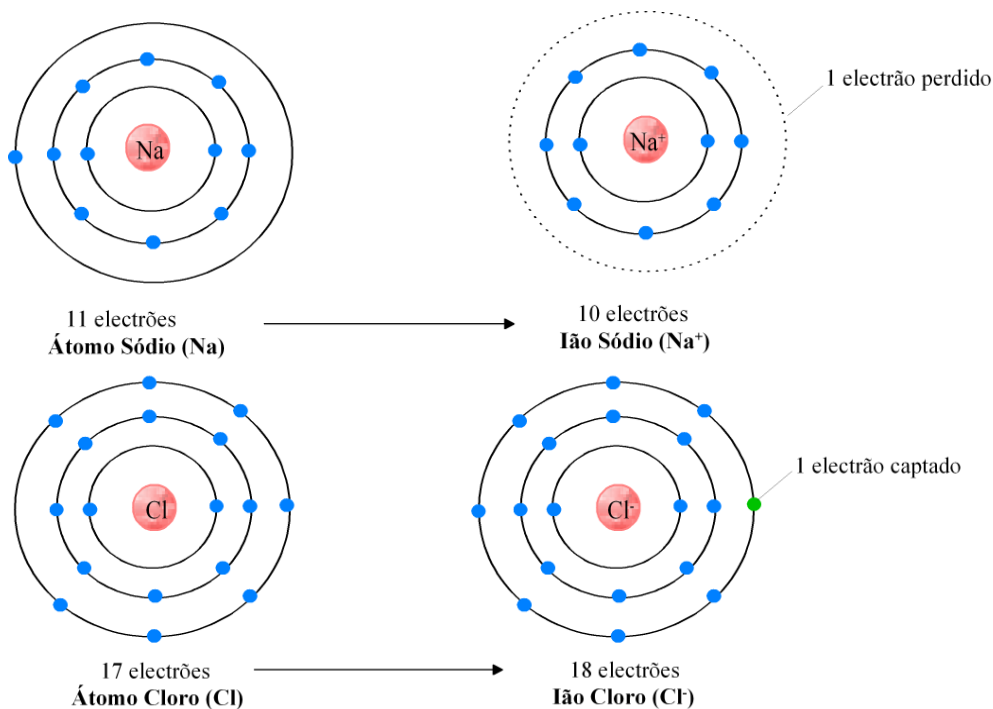 Na
Na⁺
1 electrão perdido
11 electrões
Átomo Sódio (Na)
10 electrões
Ião Sódio (Na⁺)
Cl
Cl⁻
1 electrão captado
17 electrões
Átomo Cloro (Cl)
18 electrões
Ião Cloro (Cl⁻)